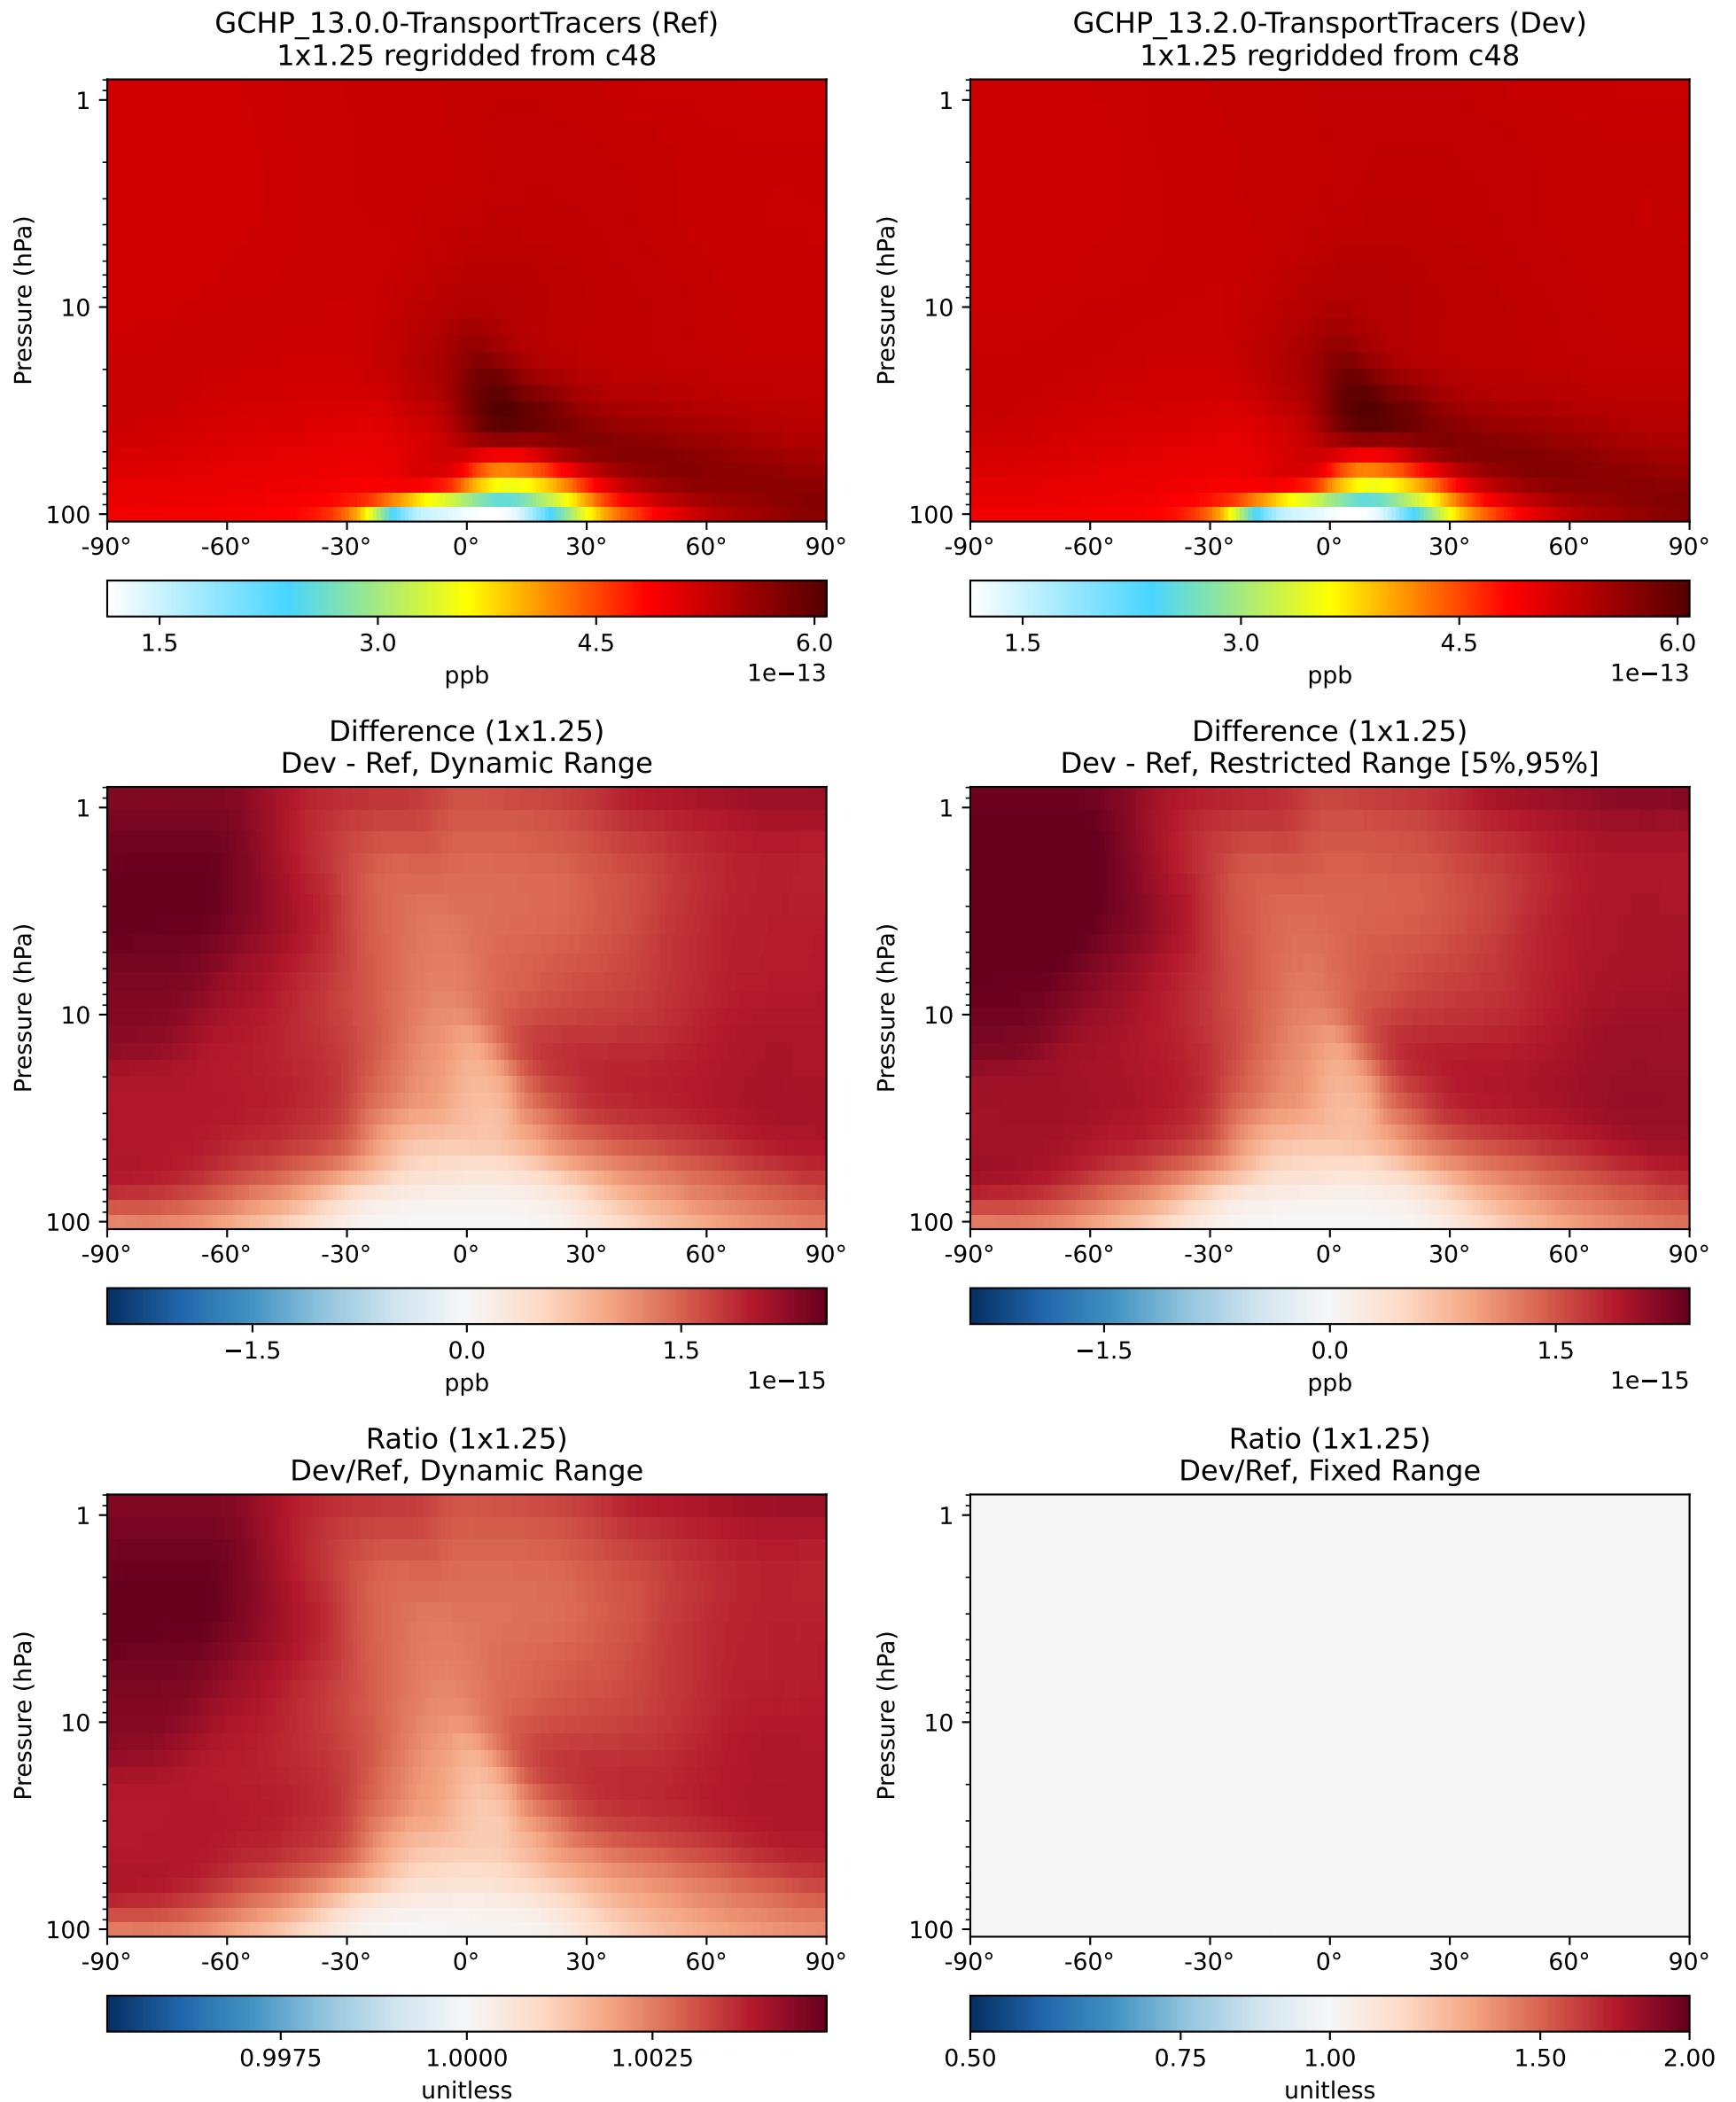 GCHP_13.0.0-TransportTracers (Ref)
1x1.25 regridded from c48
Pressure (hPa)
1
10
100
-90° -60° -30° 0° 30° 60° 90°
1.5 3.0 4.5 6.0
ppb
1e−13
GCHP_13.2.0-TransportTracers (Dev)
1x1.25 regridded from c48
Pressure (hPa)
1
10
100
-90° -60° -30° 0° 30° 60° 90°
1.5 3.0 4.5 6.0
ppb
1e−13
Difference (1x1.25)
Dev - Ref, Dynamic Range
Pressure (hPa)
1
10
100
-90° -60° -30° 0° 30° 60° 90°
−1.5 0.0 1.5
ppb
1e−15
Difference (1x1.25)
Dev - Ref, Restricted Range [5%,95%]
Pressure (hPa)
1
10
100
-90° -60° -30° 0° 30° 60° 90°
−1.5 0.0 1.5
ppb
1e−15
Ratio (1x1.25)
Dev/Ref, Dynamic Range
Pressure (hPa)
1
10
100
-90° -60° -30° 0° 30° 60° 90°
0.9975 1.0000 1.0025
unitless
Ratio (1x1.25)
Dev/Ref, Fixed Range
Pressure (hPa)
1
10
100
-90° -60° -30° 0° 30° 60° 90°
0.50 0.75 1.00 1.50 2.00
unitless